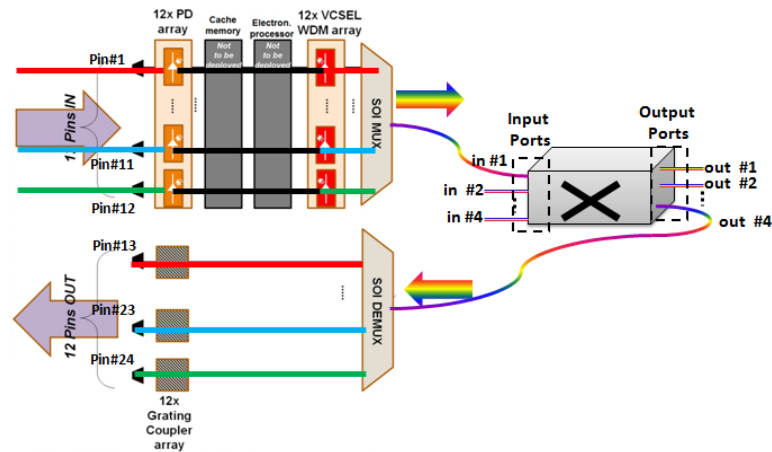 12x PD
array
Cache
memory
Electron.
processor
12x VCSEL
WDM array
Pin#1
Not
to be
deployed
Not
to be
deployed
.....
.....
.....
.....
12 Pins IN
Pin#11
Pin#12
SOI MUX
Input
Ports
Output
Ports
in #1
in #2
in #4
out #1
out #2
out #4
Pin#13
Pin#23
Pin#24
12 Pins OUT
.....
SOI DEMUX
12x
Grating
Coupler
array